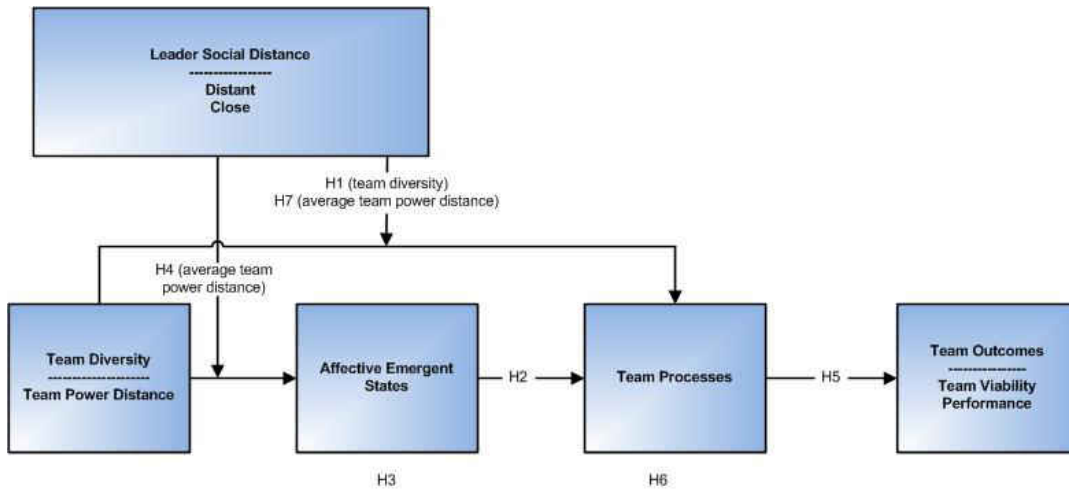 Leader Social Distance
-----------------
Distant
Close
H1 (team diversity)
H7 (average team power distance)
H4 (average team
power distance)
Team Diversity
---------------------
Team Power Distance
Affective Emergent
States
H2
Team Processes
H5
Team Outcomes
----------------
Team Viability
Performance
H3
H6